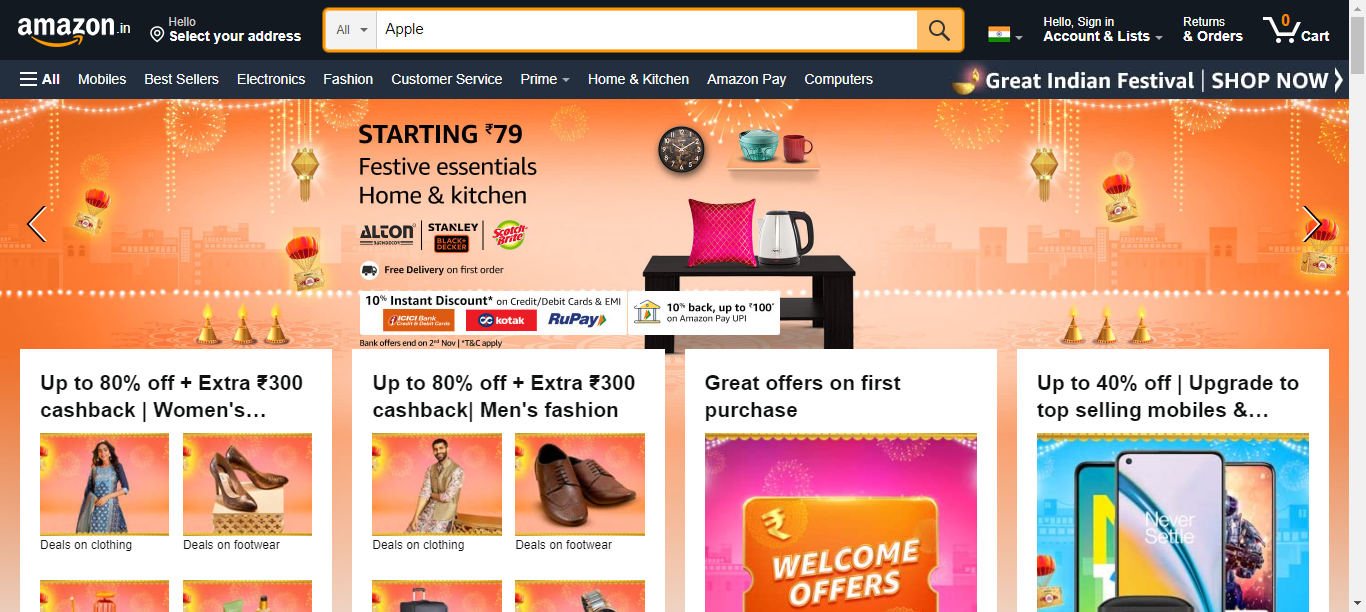 amazon.in
Hello
Select your address
All
Apple
Hello, Sign in
Account & Lists
Returns
& Orders
0
Cart
All
Mobiles
Best Sellers
Electronics
Fashion
Customer Service
Prime
Home & Kitchen
Amazon Pay
Computers
Great Indian Festival | SHOP NOW
STARTING ₹79
Festive essentials
Home & kitchen
ALTON
STANLEY
BLACK+
DECKER
Scotch-
Brite
Free Delivery on first order
10% Instant Discount* on Credit/Debit Cards & EMI
ICICI Bank
Credit & Debit Cards
kotak
RuPay
10% back, up to ₹100*
on Amazon Pay UPI
Bank offers end on 2nd Nov | *T&C apply
Up to 80% off + Extra ₹300
cashback | Women's...
Deals on clothing
Deals on footwear
Up to 80% off + Extra ₹300
cashback| Men's fashion
Deals on clothing
Deals on footwear
Great offers on first
purchase
₹
WELCOME
OFFERS
Up to 40% off | Upgrade to
top selling mobiles &...
Never
Settle